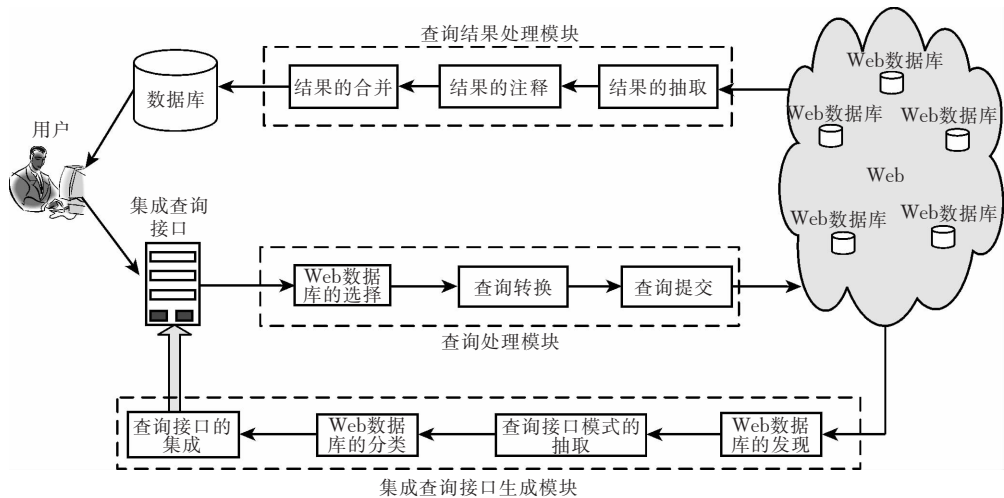 查询结果处理模块
Web数据库
数据库
结果的合并
结果的注释
结果的抽取
Web数据库
Web数据库
用户
Web
集成查询
接口
Web数据库
Web数据库
Web数据
库的选择
查询转换
查询提交
查询处理模块
查询接口的
集成
Web数据
库的分类
查询接口模式的
抽取
Web数据
库的发现
集成查询接口生成模块